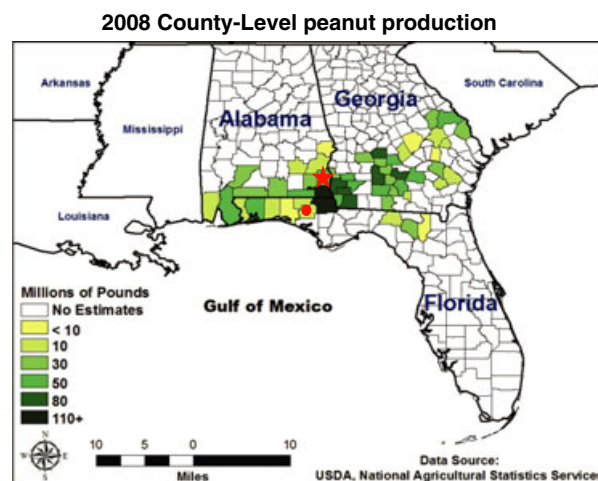 2008 County-Level peanut production
Arkansas
South Carolina
Georgia
Alabama
Mississippi
Louisiana
Millions of Pounds
No Estimates
< 10
10
30
50
80
110+
Gulf of Mexico
Florida
N
W
E
S
10 5 0 10
Miles
Data Source:
USDA, National Agricultural Statistics Service